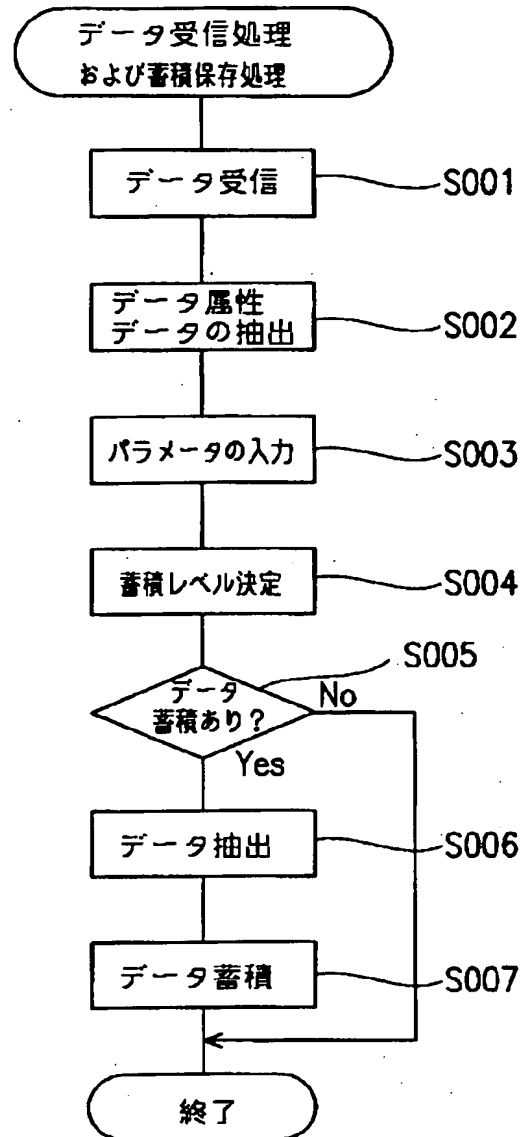 データ受信処理
および蓄積保存処理
データ受信
S001
データ属性
データの抽出
S002
パラメータの入力
S003
蓄積レベル決定
S004
S005
データ
蓄積あり?
No
Yes
データ抽出
S006
データ蓄積
S007
終了